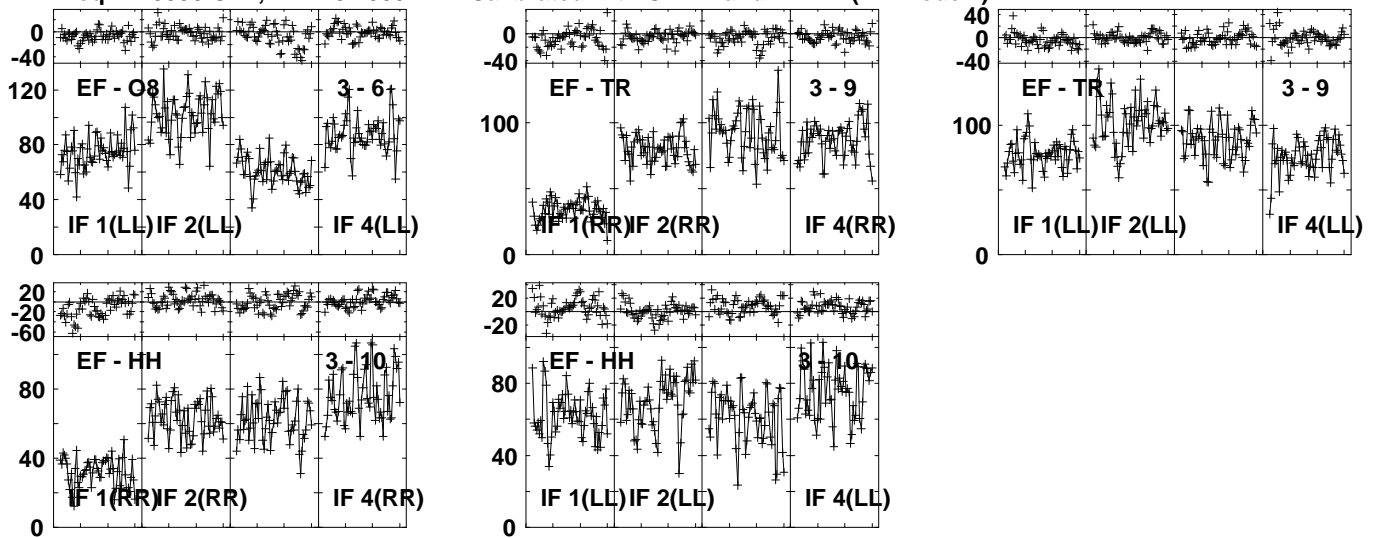 0
-40
120
80
40
0
EF - O8
3 - 6
IF 1(LL)
IF 2(LL)
IF 4(LL)
0
-40
100
0
EF - TR
3 - 9
IF 1(RR)
IF 2(RR)
IF 4(RR)
40
0
-40
100
0
EF - TR
3 - 9
IF 1(LL)
IF 2(LL)
IF 4(LL)
20
-20
-60
80
40
0
EF - HH
3 - 10
IF 1(RR)
IF 2(RR)
IF 4(RR)
20
-20
80
40
0
EF - HH
3 - 10
IF 1(LL)
IF 2(LL)
IF 4(LL)